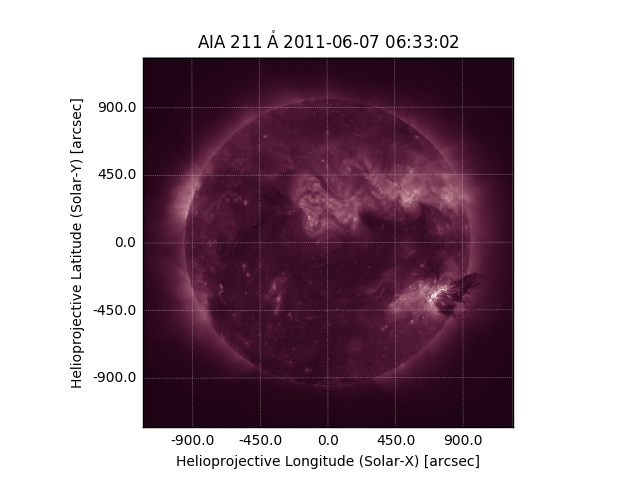 AIA 211 Å 2011-06-07 06:33:02
Helioprojective Latitude (Solar-Y) [arcsec]
900.0
450.0
0.0
-450.0
-900.0
-900.0 -450.0 0.0 450.0 900.0
Helioprojective Longitude (Solar-X) [arcsec]